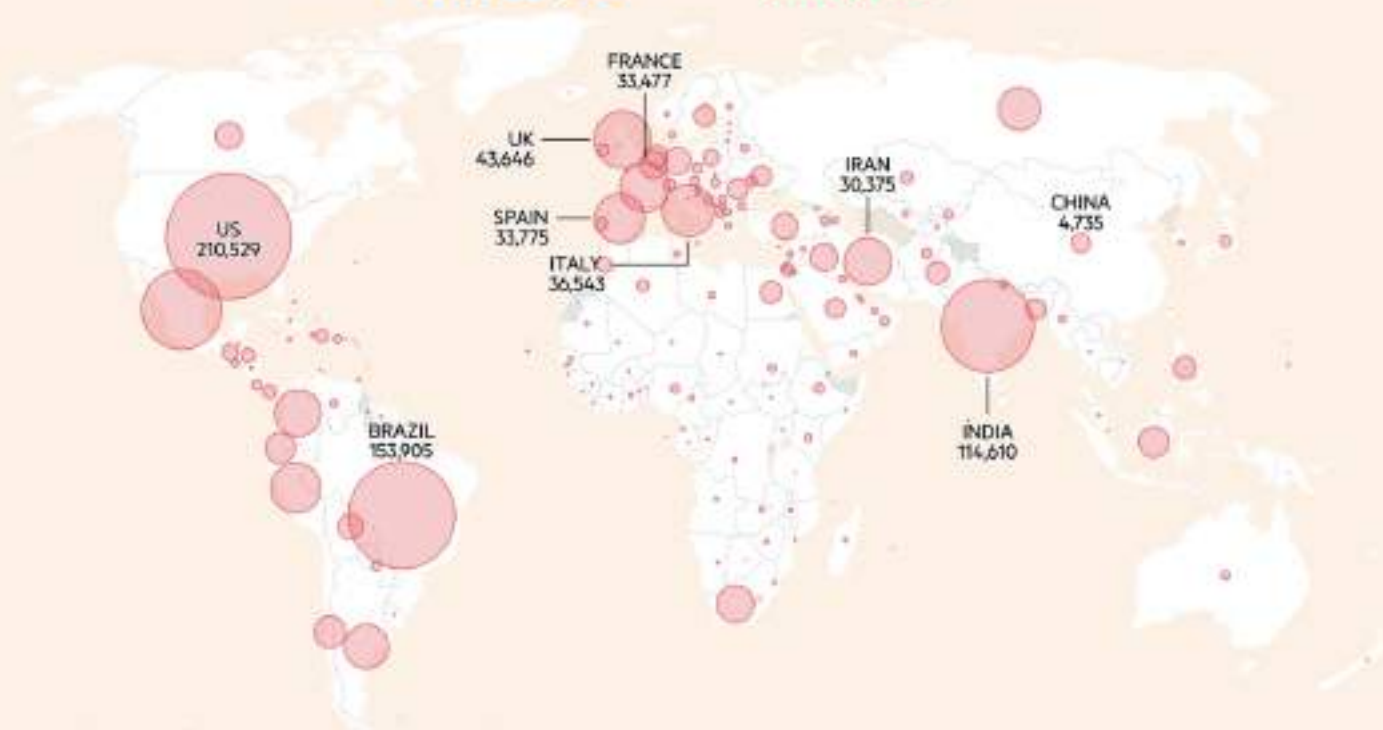 FRANCE
33,477
UK
43,646
IRAN
30,375
CHINA
4,735
US
210,529
SPAIN
33,775
ITALY
36,543
BRAZIL
153,905
INDIA
114,610